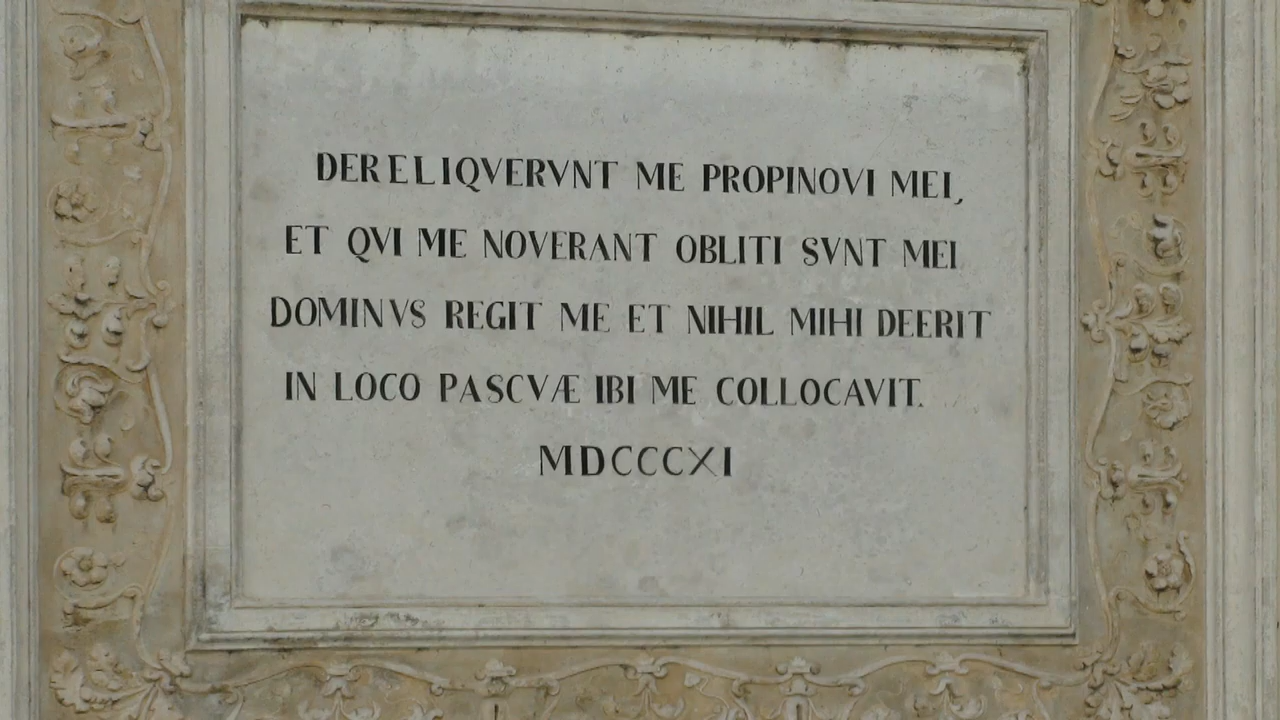 DERELIQVERVNT ME PROPINOVI MEI,
ET QVI ME NOVERANT OBLITI SVNT MEI
DOMINVS REGIT ME ET NIHIL MIHI DEERIT
IN LOCO PASCVÆ IBI ME COLLOCAVIT.
MDCCCXI